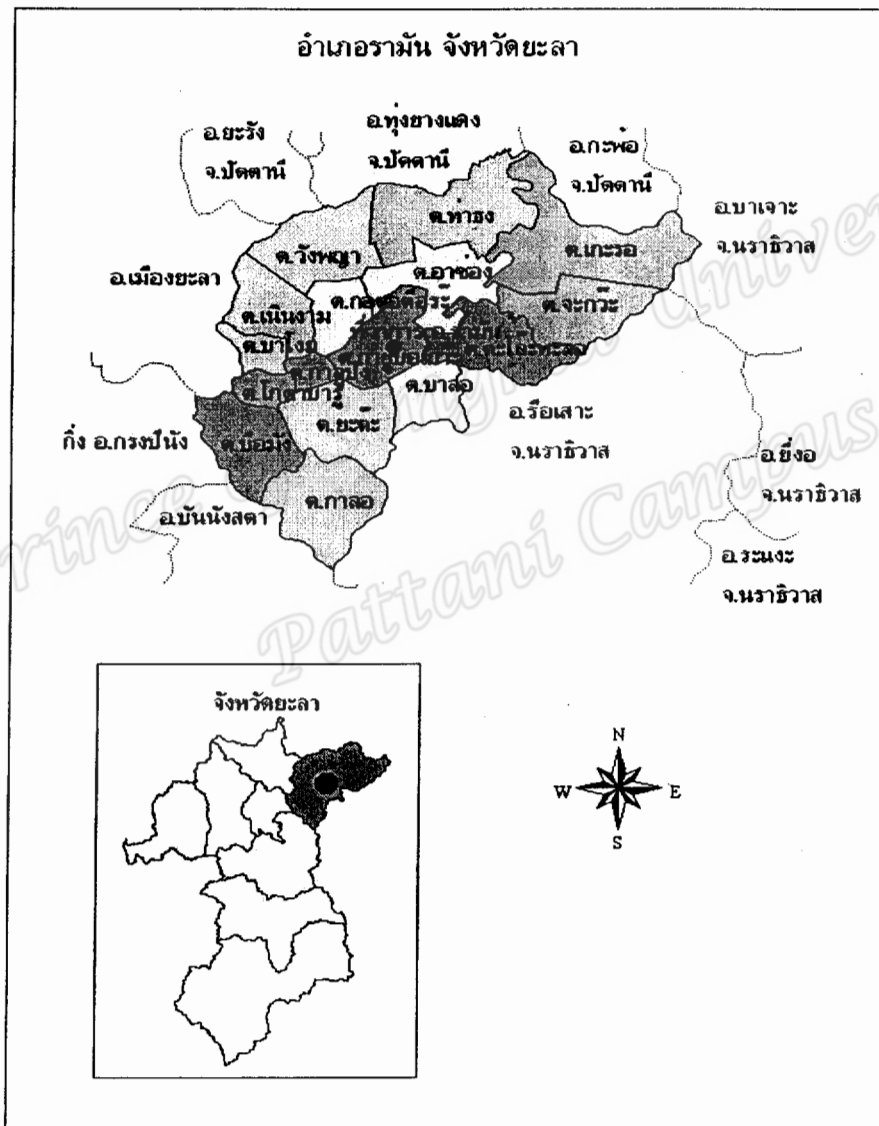 อำเภอรามัน จังหวัดยะลา
อ.ยะรัง
จ.ปัตตานี
อ.ทุ่งยางแดง
จ.ปัตตานี
อ.กะพ้อ
จ.ปัตตานี
อ.บาเจาะ
จ.นราธิวาส
ต.ท่าธง
ต.วังพญา
ต.เกะรอ
อ.เมืองยะลา
ต.อาซ่อง
ต.จะกว๊ะ
ต.เนินงาม
ต.บาโงย
ต.โกตาบารู
ต.บาลอ
ต.ยะต๊ะ
อ.รือเสาะ
จ.นราธิวาส
กิ่ง อ.กรงปินัง
ต.บือมัง
อ.ยี่งอ
จ.นราธิวาส
อ.บันนังสตา
ต.กาลอ
อ.ระแงะ
จ.นราธิวาส
Prince of Songkla University
Pattani Campus
จังหวัดยะลา
N
W E
S